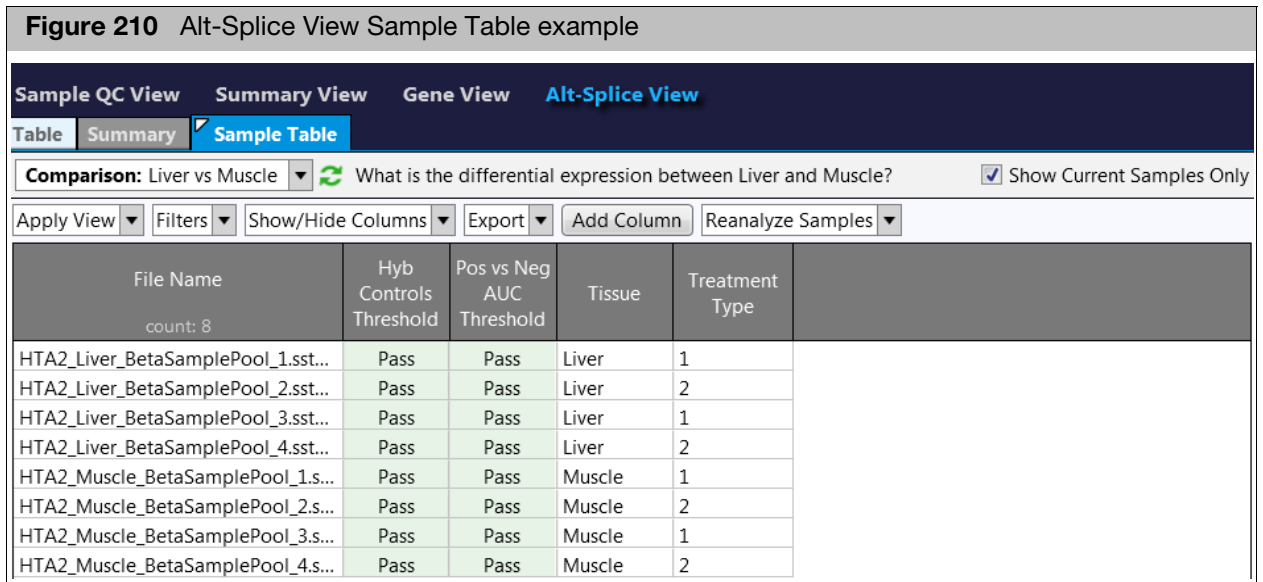 Figure 210 Alt-Splice View Sample Table example
Sample QC View Summary View Gene View Alt-Splice View
Table Summary Sample Table
Comparison: Liver vs Muscle What is the differential expression between Liver and Muscle? Show Current Samples Only
Apply View Filters Show/Hide Columns Export Add Column Reanalyze Samples
File Name count: 8 Hyb Controls Threshold Pos vs Neg AUC Threshold Tissue Treatment Type
HTA2_Liver_BetaSamplePool_1.sst... Pass Pass Liver 1
HTA2_Liver_BetaSamplePool_2.sst... Pass Pass Liver 2
HTA2_Liver_BetaSamplePool_3.sst... Pass Pass Liver 1
HTA2_Liver_BetaSamplePool_4.sst... Pass Pass Liver 2
HTA2_Muscle_BetaSamplePool_1.s... Pass Pass Muscle 1
HTA2_Muscle_BetaSamplePool_2.s... Pass Pass Muscle 2
HTA2_Muscle_BetaSamplePool_3.s... Pass Pass Muscle 1
HTA2_Muscle_BetaSamplePool_4.s... Pass Pass Muscle 2